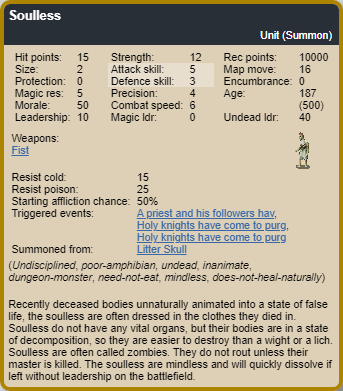 Soulless
Unit (Summon)
Hit points: 15 Strength: 12 Rec points: 10000
Size: 2 Attack skill: 5 Map move: 16
Protection: 0 Defence skill: 3 Encumbrance: 0
Magic res: 5 Precision: 4 Age: 187
Morale: 50 Combat speed: 6 (500)
Leadership: 10 Magic ldr: 0 Undead ldr: 40
Weapons:
Fist
Resist cold: 15
Resist poison: 25
Starting affliction chance: 50%
Triggered events: A priest and his followers hav,
Holy knights have come to purg,
Holy knights have come to purg
Summoned from: Litter Skull
(Undisciplined, poor-amphibian, undead, inanimate,
dungeon-monster, need-not-eat, mindless, does-not-heal-naturally)
Recently deceased bodies unnaturally animated into a state of false
life, the soulless are often dressed in the clothes they died in.
Soulless do not have any vital organs, but their bodies are in a state
of decomposition, so they are easier to destroy than a wight or a lich.
Soulless are often called zombies. They do not rout unless their
master is killed. The soulless are mindless and will quickly dissolve if
left without leadership on the battlefield.